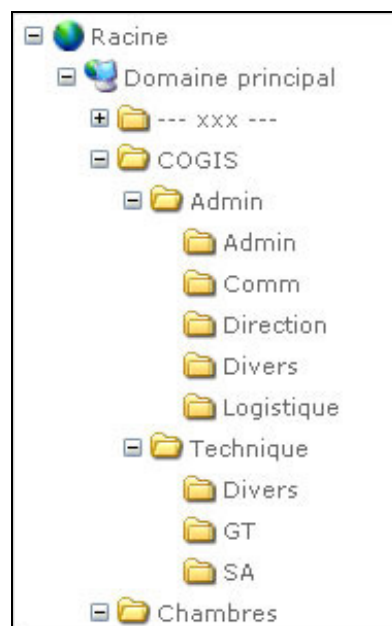 Racine
Domaine principal
--- xxx ---
COGIS
Admin
Admin
Comm
Direction
Divers
Logistique
Technique
Divers
GT
SA
Chambres